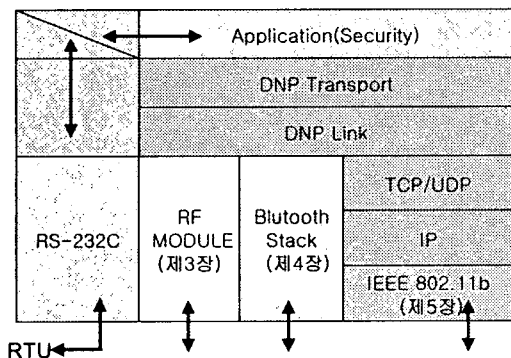 Application(Security)
DNP Transport
DNP Link
RS-232C
RF
MODULE
(제3장)
Blutooth
Stack
(제4장)
TCP/UDP
IP
IEEE 802.11b
(제5장)
RTU